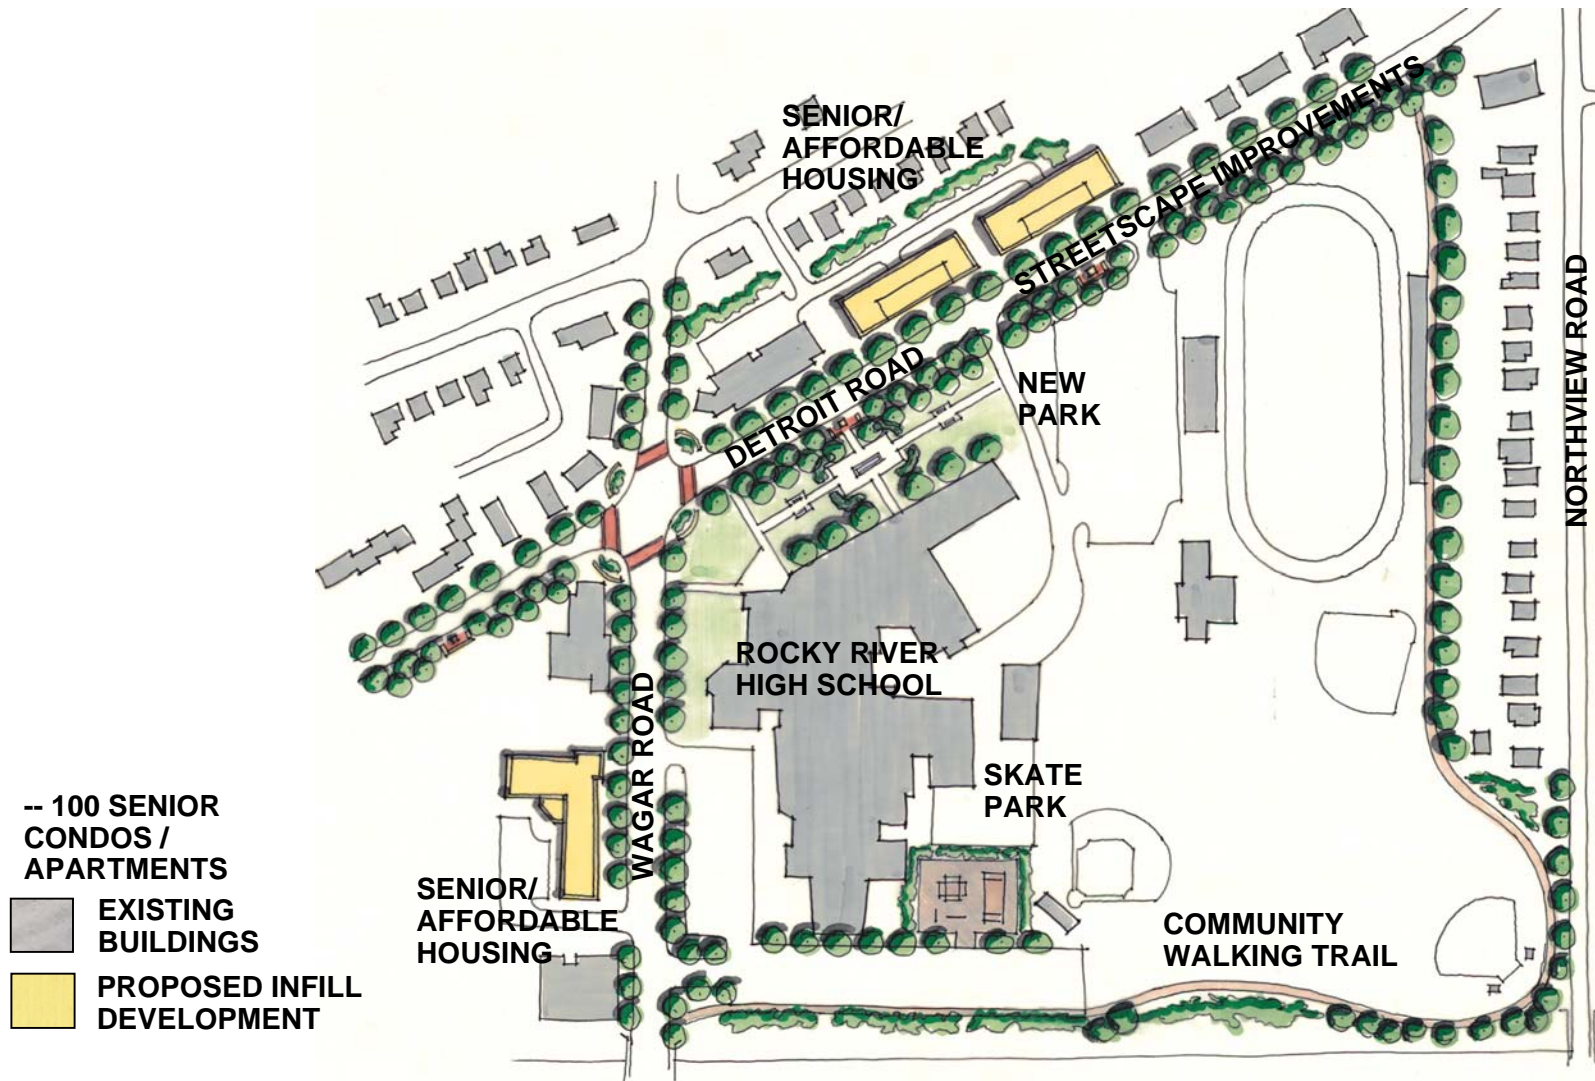 SENIOR/
AFFORDABLE
HOUSING
STREETSCAPE IMPROVEMENTS
DETROIT ROAD
NEW
PARK
NORTHVIEW ROAD
ROCKY RIVER
HIGH SCHOOL
WAGAR ROAD
SKATE
PARK
-- 100 SENIOR
CONDOS /
APARTMENTS
EXISTING
BUILDINGS
PROPOSED INFILL
DEVELOPMENT
SENIOR/
AFFORDABLE
HOUSING
COMMUNITY
WALKING TRAIL